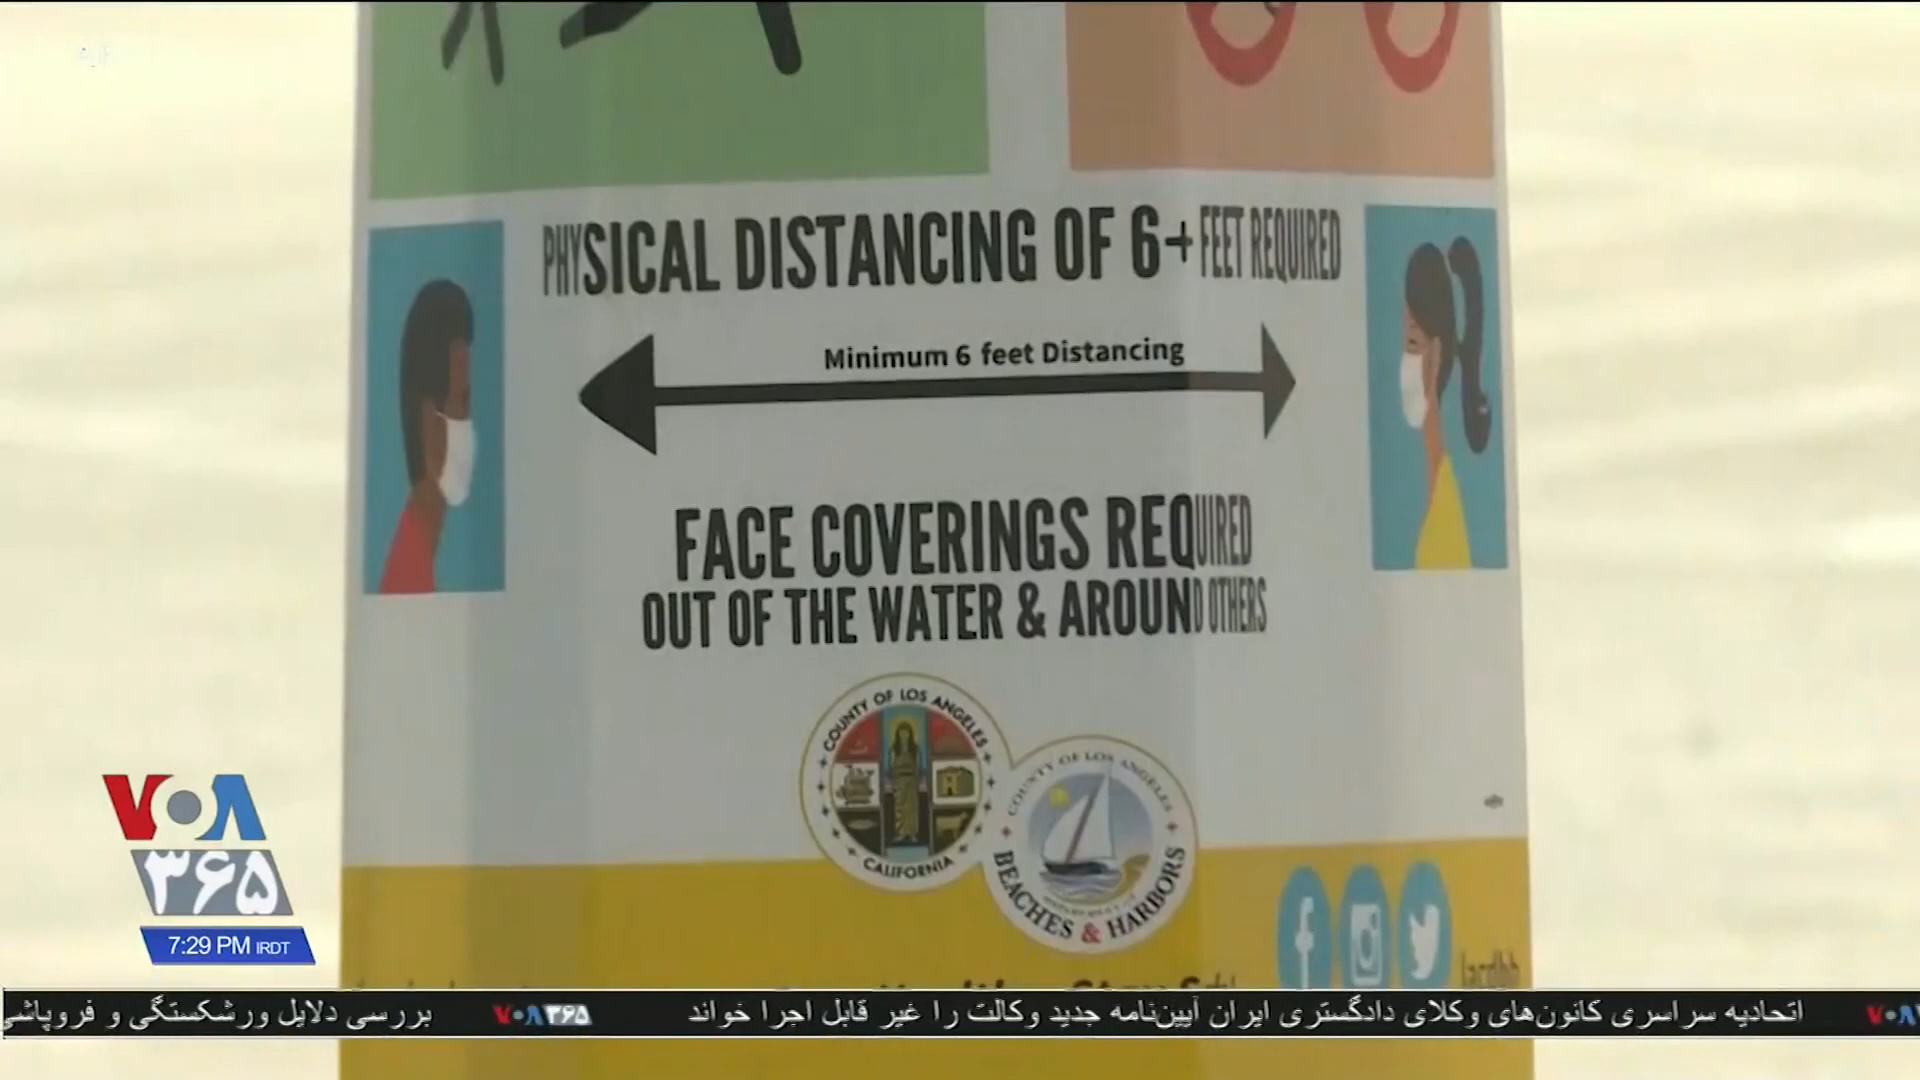 PHYSICAL DISTANCING OF 6+ FEET REQUIRED
Minimum 6 feet Distancing
FACE COVERINGS REQUIRED
OUT OF THE WATER & AROUND OTHERS
COUNTY OF LOS ANGELES
CALIFORNIA
COUNTY OF LOS ANGELES
BEACHES & HARBORS
VOA
۳۶۵
7:29 PM IRDT
اتحادیه سراسری کانون‌های وکلای دادگستری ایران آیین‌نامه جدید وکالت را غیر قابل اجرا خواند VOA۳۶۵ بررسی دلایل ورشکستگی و فروپاشی